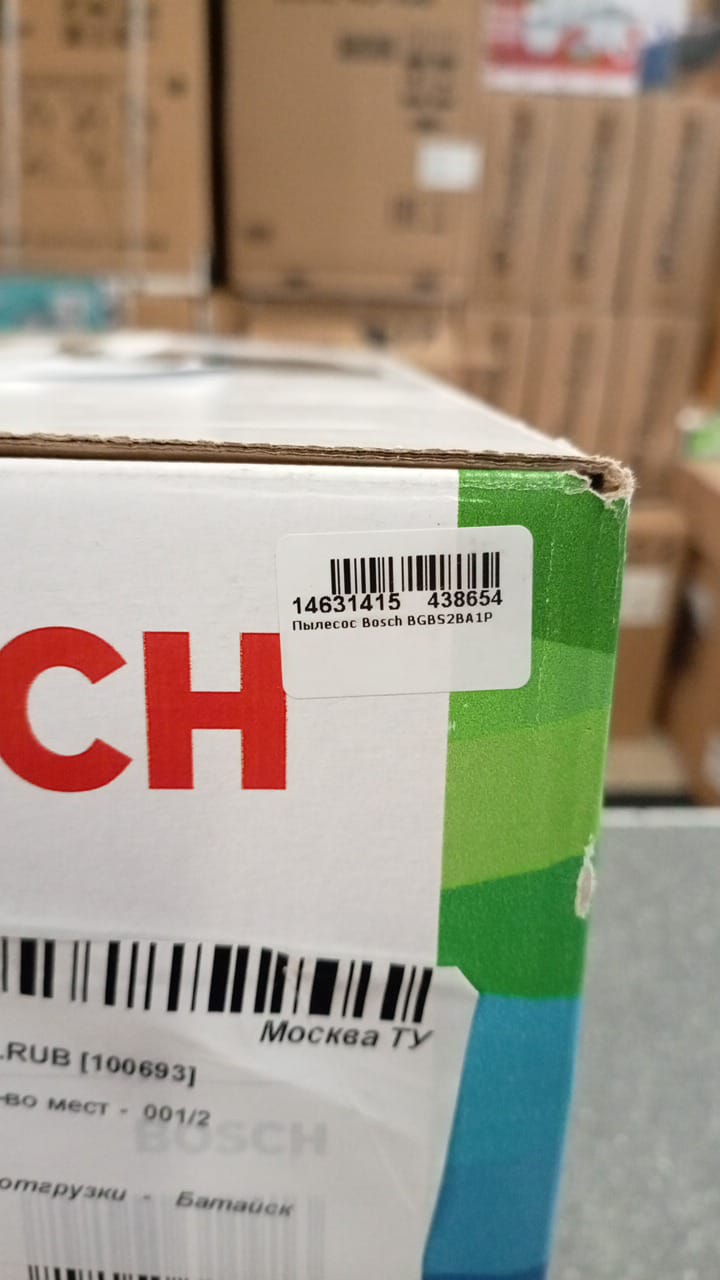 14631415 438654
Пылесос Bosch BGBS2BA1P
CH
Москва ТУ
.RUB [100693]
-во мест - 001/2
BOSCH
отгрузки - Батайск